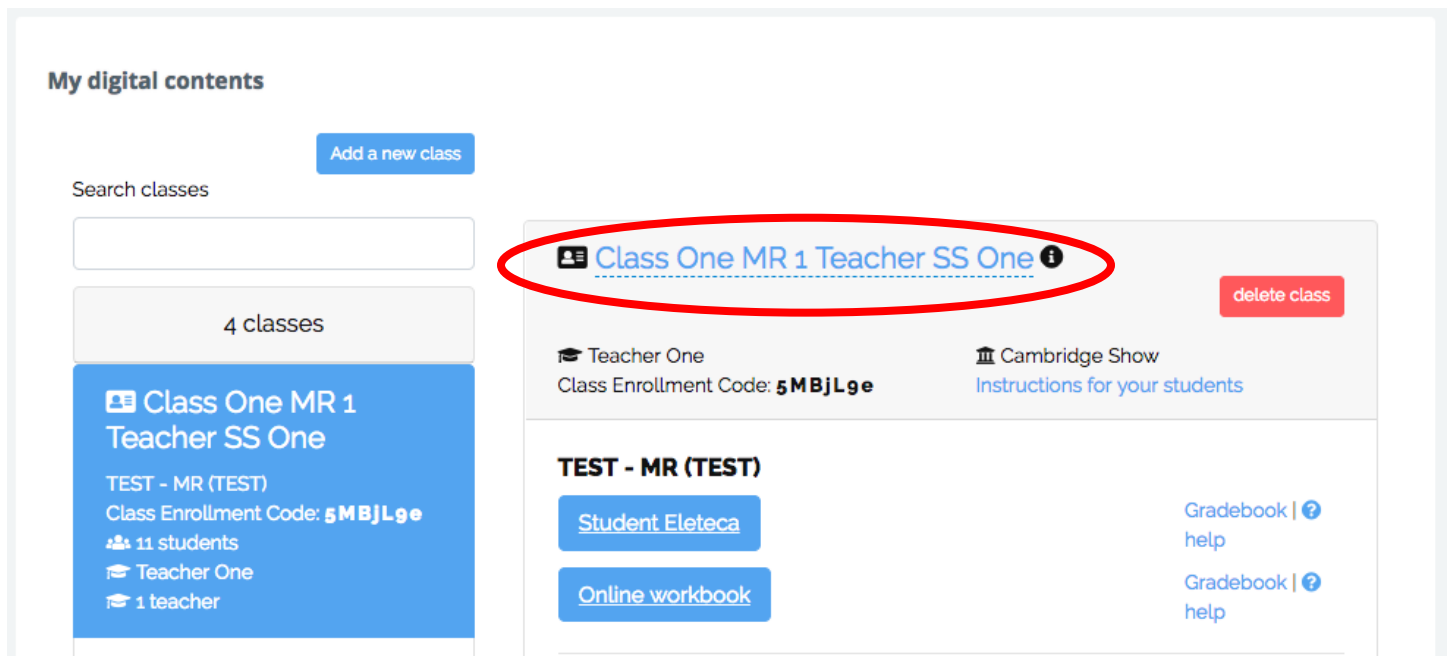 My digital contents
Add a new class
Search classes
4 classes
Class One MR 1
Teacher SS One
TEST - MR (TEST)
Class Enrollment Code: 5MBjL9e
11 students
Teacher One
1 teacher
Class One MR 1 Teacher SS One
delete class
Teacher One
Class Enrollment Code: 5MBjL9e
Cambridge Show
Instructions for your students
TEST - MR (TEST)
Student Eleteca
Gradebook | ?
help
Online workbook
Gradebook | ?
help